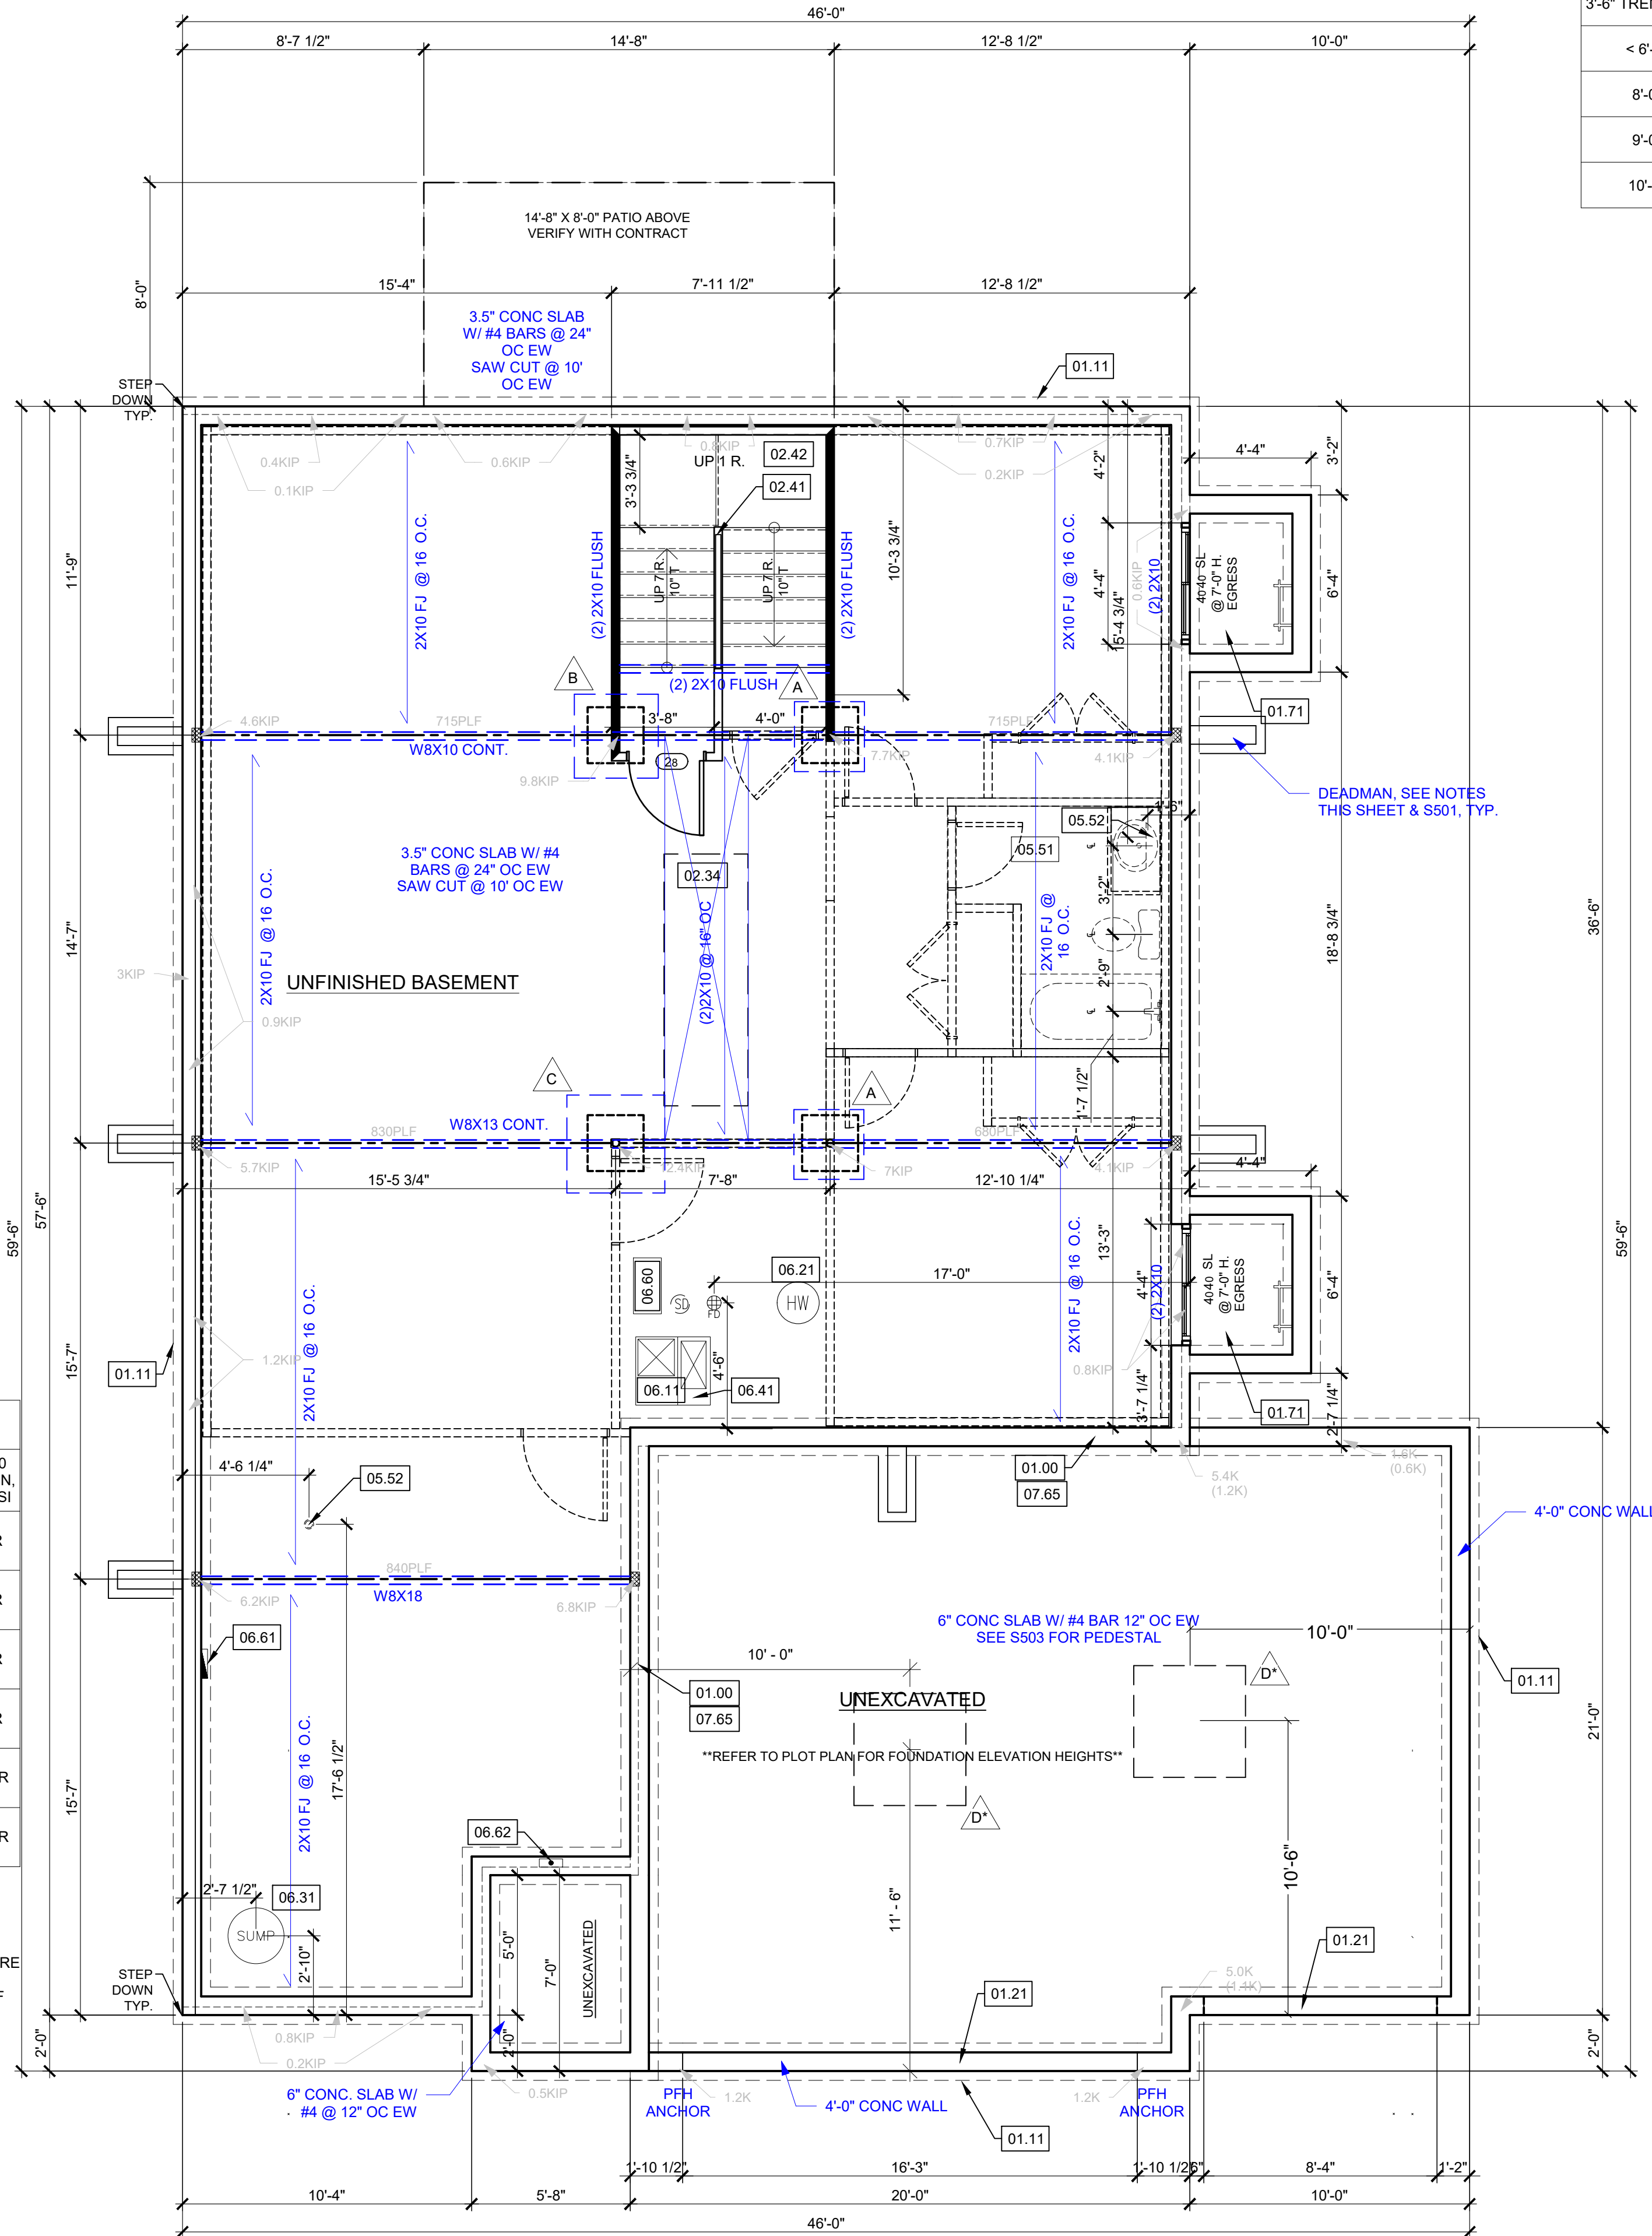 46'-0"
8'-7 1/2"
14'-8"
12'-8 1/2"
10'-0"
8'-0"
14'-8" X 8'-0" PATIO ABOVE
VERIFY WITH CONTRACT
15'-4"
7'-11 1/2"
12'-8 1/2"
3.5" CONC SLAB
W/ #4 BARS @ 24"
OC EW
SAW CUT @ 10'
OC EW
01.11
STEP
DOWN
TYP.
0.4KIP
0.1KIP
0.6KIP
0.8KIP
UP 1 R.
02.42
02.41
3'-3 3/4"
0.7KIP
0.2KIP
4'-2"
4'-4"
3'-2"
11'-9"
2X10 FJ @ 16 O.C.
(2) 2X10 FLUSH
UP 7 R.
10" T
UP 7 R.
10" T
(2) 2X10 FLUSH
10'-3 3/4"
2X10 FJ @ 16 O.C.
4'-4"
15'-4 3/4"
0.6KIP
(2) 2X10
4040 SL
@ 7'-0" H.
EGRESS
6'-4"
01.71
B
(2) 2X10 FLUSH
A
4.6KIP
715PLF
W8X10 CONT.
3'-8"
4'-0"
28
9.8KIP
7.7KIP
715PLF
4.1KIP
DEADMAN, SEE NOTES
THIS SHEET & S501, TYP.
3.5" CONC SLAB W/ #4
BARS @ 24" OC EW
SAW CUT @ 10' OC EW
02.34
(2)2X10 @ 16" OC
05.52
1'-6"
05.51
3'-2"
2'-9"
2X10 FJ @
16 O.C.
18'-8 3/4"
36'-6"
14'-7"
2X10 FJ @ 16 O.C.
UNFINISHED BASEMENT
3KIP
0.9KIP
1'-7 1/2"
C
A
830PLF
W8X13 CONT.
680PLF
5.7KIP
2.4KIP
7KIP
4.1KIP
4'-4"
15'-5 3/4"
7'-8"
12'-10 1/4"
59'-6"
57'-6"
59'-6"
13'-3"
06.60
SD
FD
06.21
HW
17'-0"
2X10 FJ @ 16 O.C.
4'-4"
(2) 2X10
4040 SL
@ 7'-0" H.
EGRESS
6'-4"
01.11
15'-7"
1.2KIP
2X10 FJ @ 16 O.C.
06.11
4'-6"
06.41
0.8KIP
3'-7 1/4"
01.71
2'-7 1/4"
4'-6 1/4"
05.52
01.00
07.65
5.4K
(1.2K)
1.6K
(0.6K)
840PLF
W8X18
6.2KIP
6.8KIP
06.61
6" CONC SLAB W/ #4 BAR 12" OC EW
SEE S503 FOR PEDESTAL
10' - 0"
10'-0"
01.00
07.65
UNEXCAVATED
D*
01.11
**REFER TO PLOT PLAN FOR FOUNDATION ELEVATION HEIGHTS**
D*
21'-0"
15'-7"
2X10 FJ @ 16 O.C.
17'-6 1/2"
06.62
10'-6"
11' - 6"
2'-7 1/2"
06.31
SUMP
2'-10"
5'-0"
7'-0"
UNEXCAVATED
01.21
01.21
5.0K
(1.1K)
STEP
DOWN
TYP.
2'-0"
0.8KIP
0.2KIP
2'-0"
2'-0"
6" CONC. SLAB W/
#4 @ 12" OC EW
0.5KIP
PFH
ANCHOR
1.2K
4'-0" CONC WALL
1.2K
PFH
ANCHOR
01.11
1'-10 1/2"
16'-3"
1'-10 1/2"
6"
8'-4"
1'-2"
10'-4"
5'-8"
20'-0"
10'-0"
46'-0"